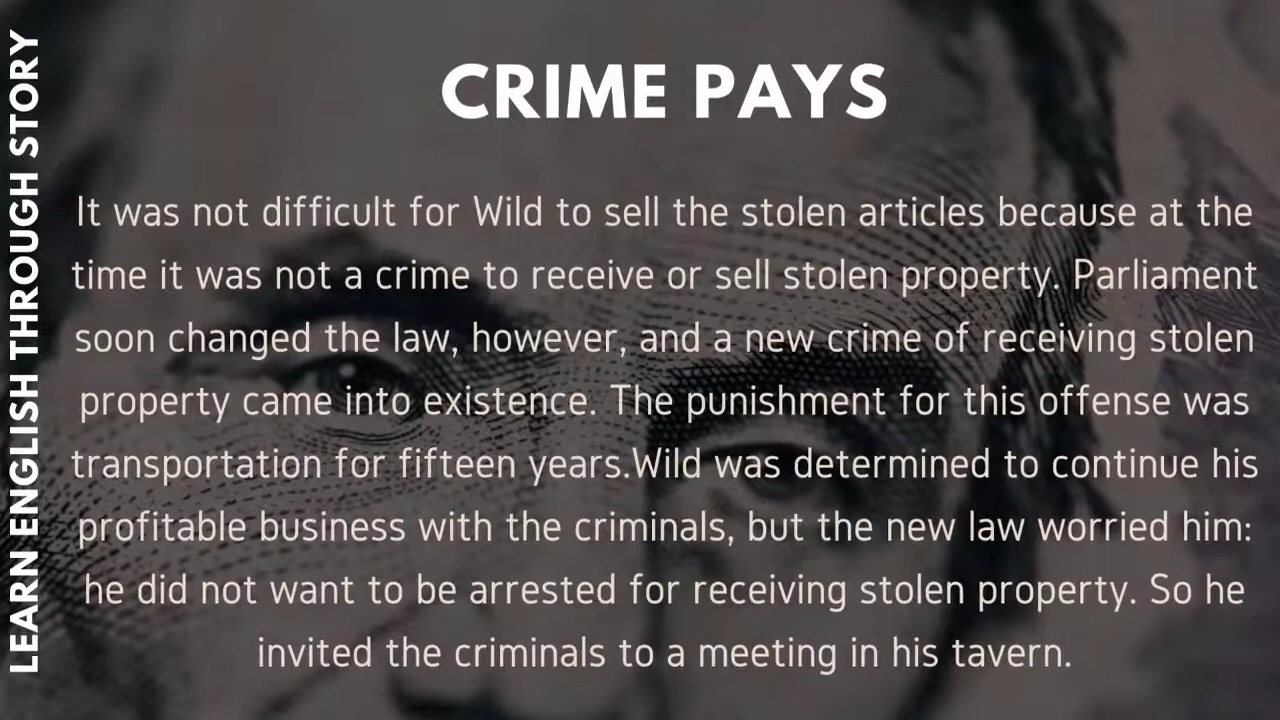 LEARN ENGLISH THROUGH STORY
CRIME PAYS
It was not difficult for Wild to sell the stolen articles because at the
time it was not a crime to receive or sell stolen property. Parliament
soon changed the law, however, and a new crime of receiving stolen
property came into existence. The punishment for this offense was
transportation for fifteen years.Wild was determined to continue his
profitable business with the criminals, but the new law worried him:
he did not want to be arrested for receiving stolen property. So he
invited the criminals to a meeting in his tavern.